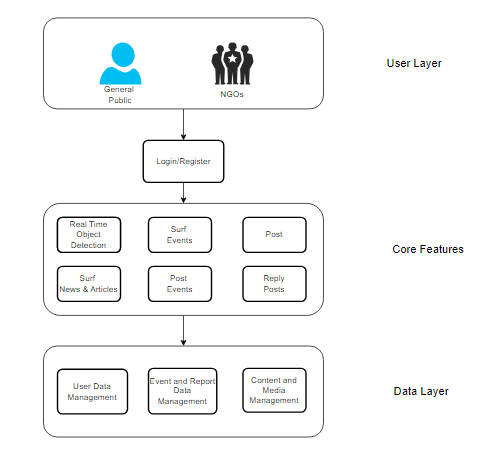 General
Public
NGOs
User Layer
Login/Register
Real Time
Object
Detection
Surf
Events
Post
Surf
News & Articles
Post
Events
Reply
Posts
Core Features
User Data
Management
Event and Report
Data
Management
Content and
Media
Management
Data Layer